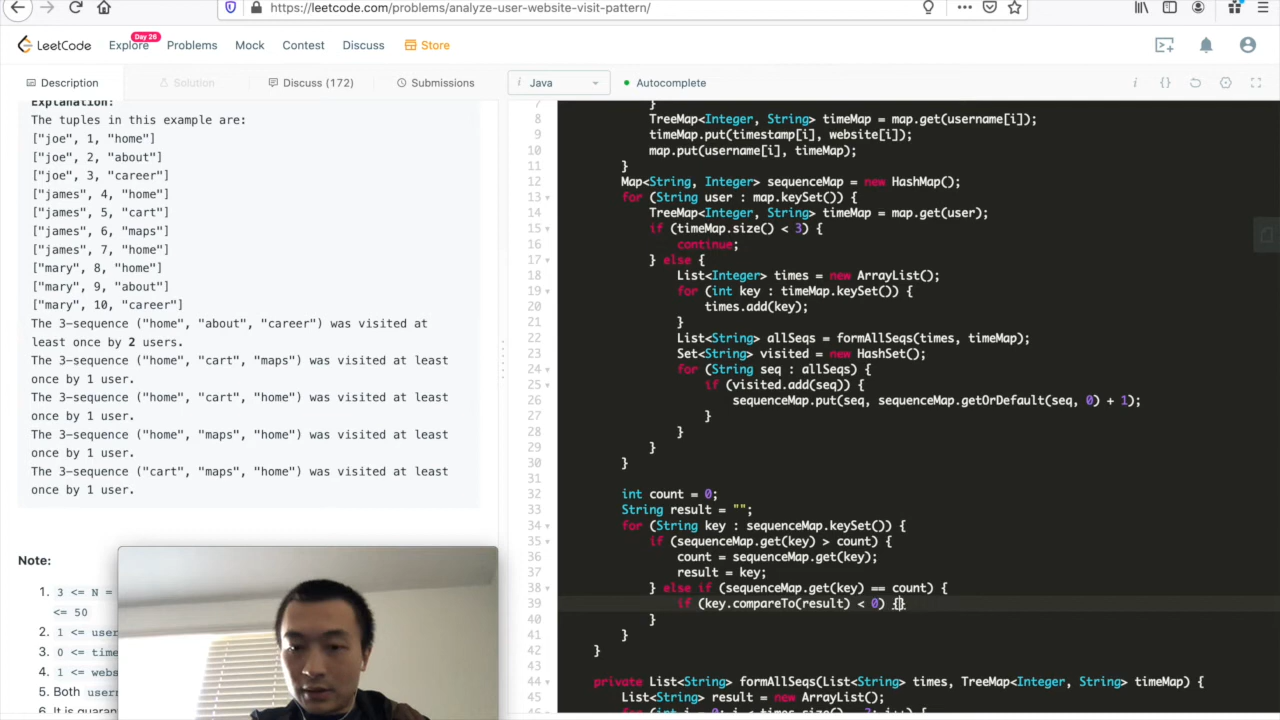 https://leetcode.com/problems/analyze-user-website-visit-pattern/
LeetCode Explore Day 26 Problems Mock Contest Discuss Store
Description Solution Discuss (172) Submissions i Java Autocomplete
Explanation:
The tuples in this example are:
["joe", 1, "home"]
["joe", 2, "about"]
["joe", 3, "career"]
["james", 4, "home"]
["james", 5, "cart"]
["james", 6, "maps"]
["james", 7, "home"]
["mary", 8, "home"]
["mary", 9, "about"]
["mary", 10, "career"]
The 3-sequence ("home", "about", "career") was visited at
least once by 2 users.
The 3-sequence ("home", "cart", "maps") was visited at least
once by 1 user.
The 3-sequence ("home", "cart", "home") was visited at least
once by 1 user.
The 3-sequence ("home", "maps", "home") was visited at least
once by 1 user.
The 3-sequence ("cart", "maps", "home") was visited at least
once by 1 user.
Note:
1.
<= 50
2. 1 <= user
3. 0 <= time
4. 1 <= webs
5. Both user
6. It is guaran
7 }
8 TreeMap<Integer, String> timeMap = map.get(username[i]);
9 timeMap.put(timestamp[i], website[i]);
10 map.put(username[i], timeMap);
11 }
12 Map<String, Integer> sequenceMap = new HashMap();
13 for (String user : map.keySet()) {
14 TreeMap<Integer, String> timeMap = map.get(user);
15 if (timeMap.size() < 3) {
16 continue;
17 } else {
18 List<Integer> times = new ArrayList();
19 for (int key : timeMap.keySet()) {
20 times.add(key);
21 }
22 List<String> allSeqs = formAllSeqs(times, timeMap);
23 Set<String> visited = new HashSet();
24 for (String seq : allSeqs) {
25 if (visited.add(seq)) {
26 sequenceMap.put(seq, sequenceMap.getOrDefault(seq, 0) + 1);
27 }
28 }
29 }
30 }
31
32 int count = 0;
33 String result = "";
34 for (String key : sequenceMap.keySet()) {
35 if (sequenceMap.get(key) > count) {
36 count = sequenceMap.get(key);
37 result = key;
38 } else if (sequenceMap.get(key) == count) {
39 if (key.compareTo(result) < 0) {}
40 }
41 }
42 }
43
44 private List<String> formAllSeqs(List<Integer> times, TreeMap<Integer, String> timeMap) {
45 List<String> result = new ArrayList();